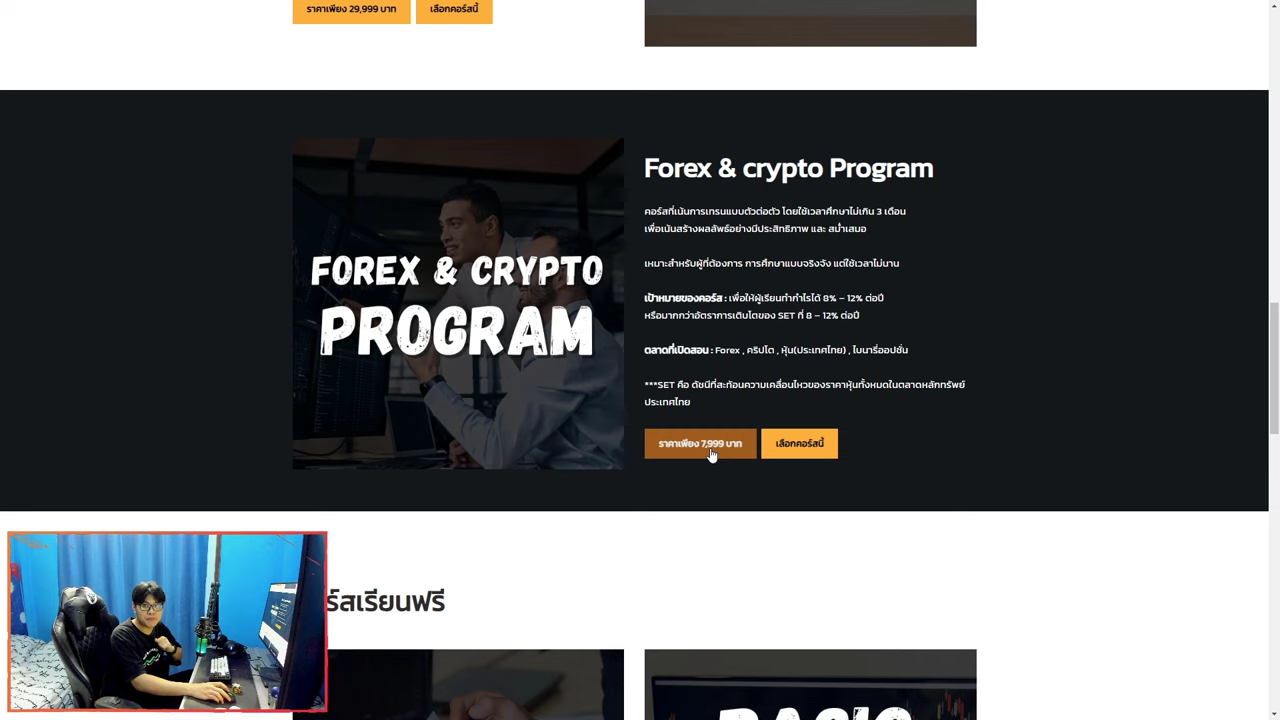 ราคาเพียง 29,999 บาท
เลือกคอร์สนี้
FOREX & CRYPTO
PROGRAM
Forex & crypto Program
คอร์สที่เน้นการเทรนแบบตัวต่อตัว โดยใช้เวลาศึกษาไม่เกิน 3 เดือน
เพื่อเน้นสร้างผลลัพธ์อย่างมีประสิทธิภาพ และ สม่ำเสมอ
เหมาะสำหรับผู้ที่ต้องการ การศึกษาแบบจริงจัง แต่ใช้เวลาไม่นาน
เป้าหมายของคอร์ส : เพื่อให้ผู้เรียนทำกำไรได้ 8% – 12% ต่อปี
หรือมากกว่าอัตราการเติบโตของ SET ที่ 8 – 12% ต่อปี
ตลาดที่เปิดสอน : Forex , คริปโต , หุ้น(ประเทศไทย) , ไบนารี่ออปชั่น
***SET คือ ดัชนีที่สะท้อนความเคลื่อนไหวของราคาหุ้นทั้งหมดในตลาดหลักทรัพย์
ประเทศไทย
ราคาเพียง 7,999 บาท
เลือกคอร์สนี้
ร์สเรียนฟรี
BASIC